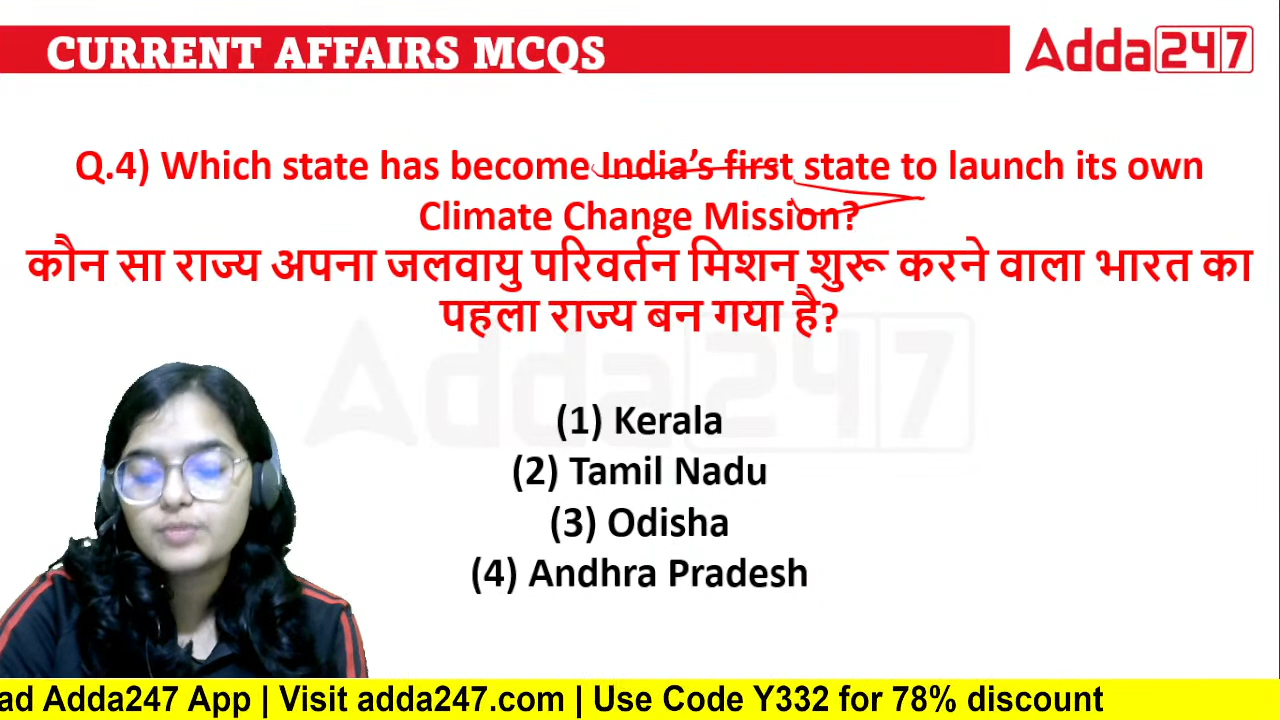 CURRENT AFFAIRS MCQS
Adda247
Q.4) Which state has become India's first state to launch its own
Climate Change Mission?
कौन सा राज्य अपना जलवायु परिवर्तन मिशन शुरू करने वाला भारत का
पहला राज्य बन गया है?
Adda247
(1) Kerala
(2) Tamil Nadu
(3) Odisha
(4) Andhra Pradesh
ad Adda247 App | Visit adda247.com | Use Code Y332 for 78% discount